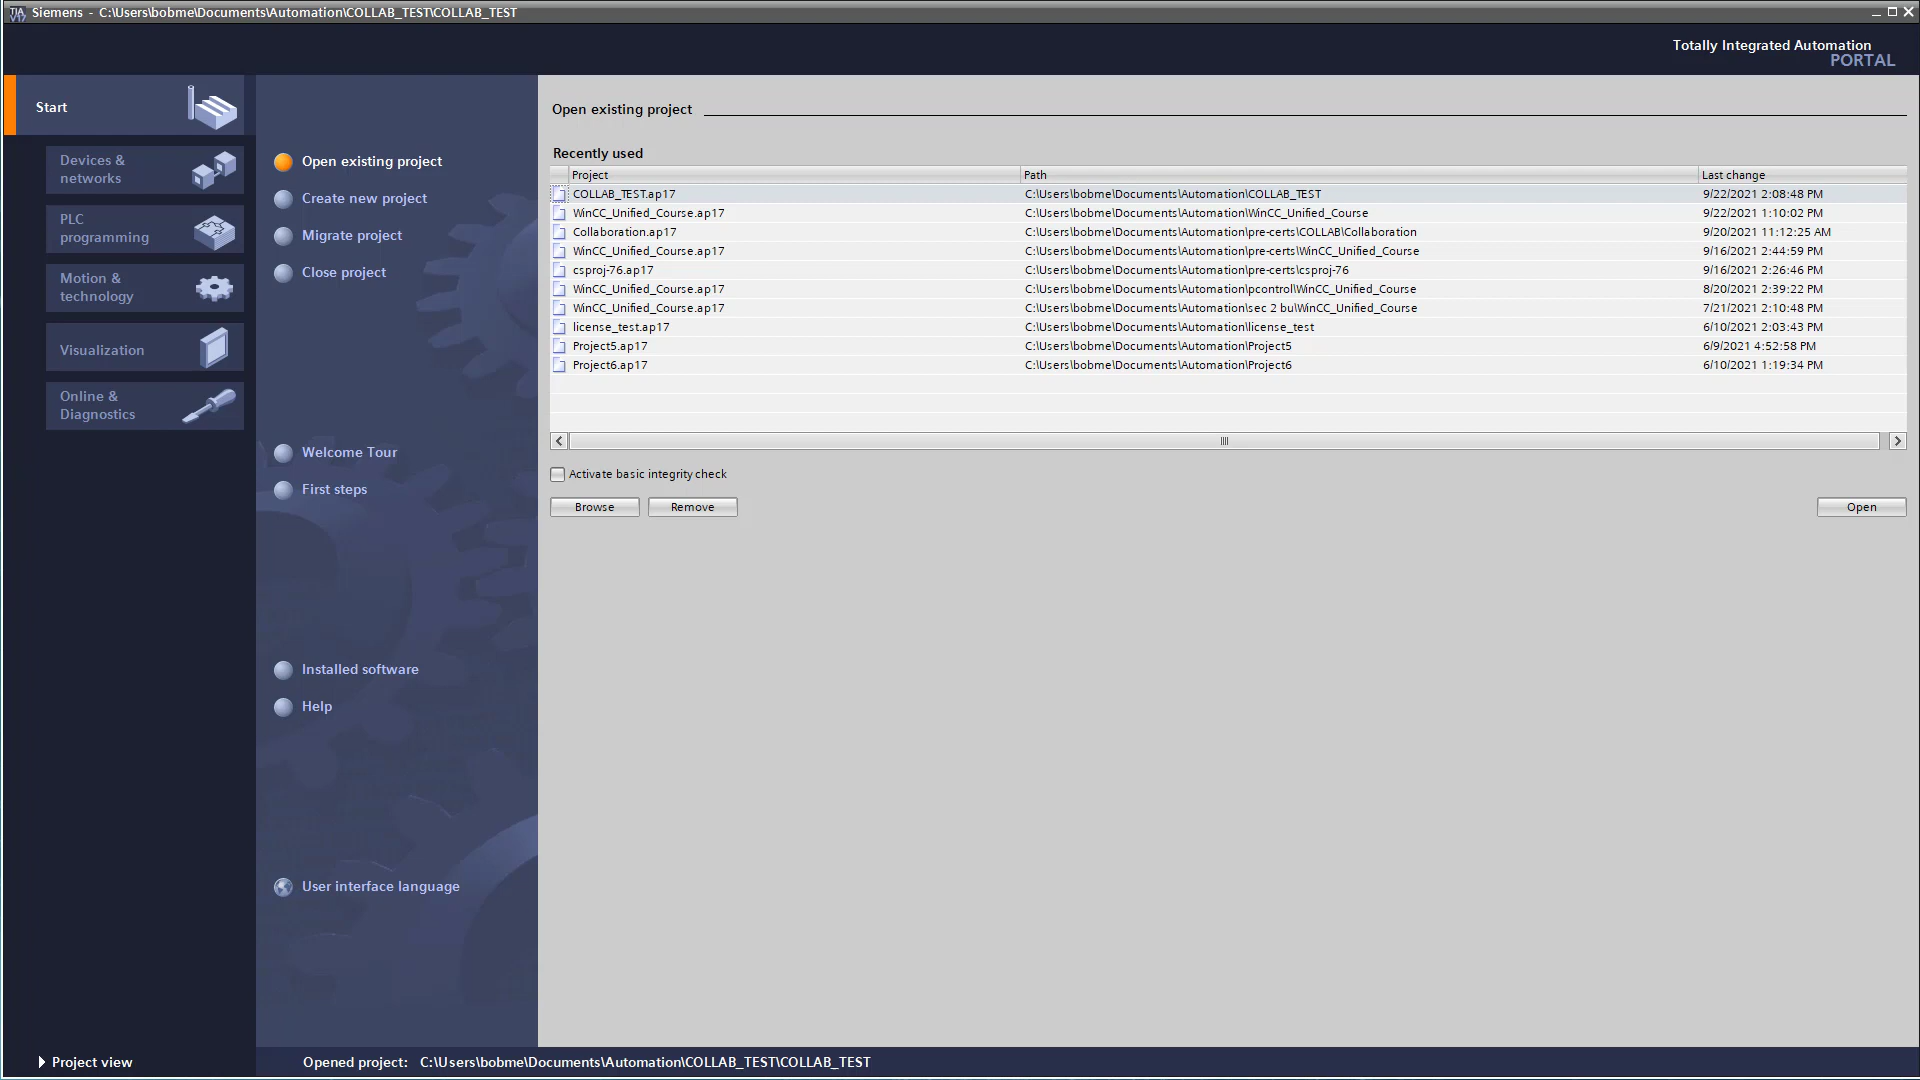 Siemens - C:\Users\bobme\Documents\Automation\COLLAB_TEST\COLLAB_TEST
Totally Integrated Automation
PORTAL
Start
Devices &
networks
PLC
programming
Motion &
technology
Visualization
Online &
Diagnostics
Open existing project
Create new project
Migrate project
Close project
Welcome Tour
First steps
Installed software
Help
User interface language
Open existing project
Recently used
Project Path Last change
COLLAB_TEST.ap17 C:\Users\bobme\Documents\Automation\COLLAB_TEST 9/22/2021 2:08:48 PM
WinCC_Unified_Course.ap17 C:\Users\bobme\Documents\Automation\WinCC_Unified_Course 9/22/2021 1:10:02 PM
Collaboration.ap17 C:\Users\bobme\Documents\Automation\pre-certs\COLLAB\Collaboration 9/20/2021 11:12:25 AM
WinCC_Unified_Course.ap17 C:\Users\bobme\Documents\Automation\pre-certs\WinCC_Unified_Course 9/16/2021 2:44:59 PM
csproj-76.ap17 C:\Users\bobme\Documents\Automation\pre-certs\csproj-76 9/16/2021 2:26:46 PM
WinCC_Unified_Course.ap17 C:\Users\bobme\Documents\Automation\pcontrol\WinCC_Unified_Course 8/20/2021 2:39:22 PM
WinCC_Unified_Course.ap17 C:\Users\bobme\Documents\Automation\sec 2 bu\WinCC_Unified_Course 7/21/2021 2:10:48 PM
license_test.ap17 C:\Users\bobme\Documents\Automation\license_test 6/10/2021 2:03:43 PM
Project5.ap17 C:\Users\bobme\Documents\Automation\Project5 6/9/2021 4:52:58 PM
Project6.ap17 C:\Users\bobme\Documents\Automation\Project6 6/10/2021 1:19:34 PM
Activate basic integrity check
Browse Remove Open
Project view
Opened project: C:\Users\bobme\Documents\Automation\COLLAB_TEST\COLLAB_TEST